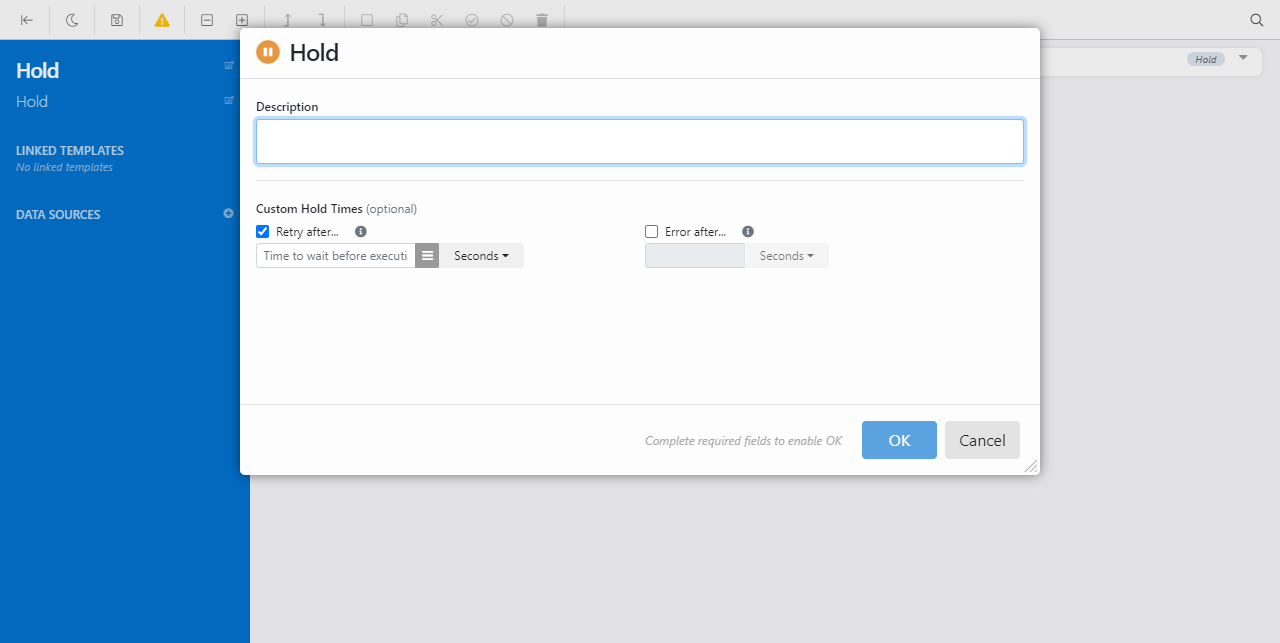 Hold
Hold
Hold
Hold
Description
LINKED TEMPLATES
No linked templates
DATA SOURCES
Custom Hold Times (optional)
Retry after...
Error after...
Time to wait before executi
Seconds
Seconds
Complete required fields to enable OK
OK
Cancel